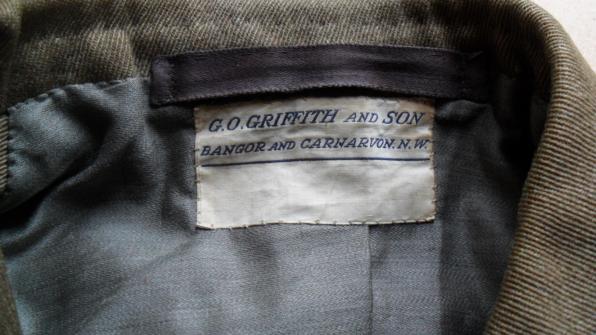 G.O. GRIFFITH AND SON
BANGOR AND CARNARVON. N.W.